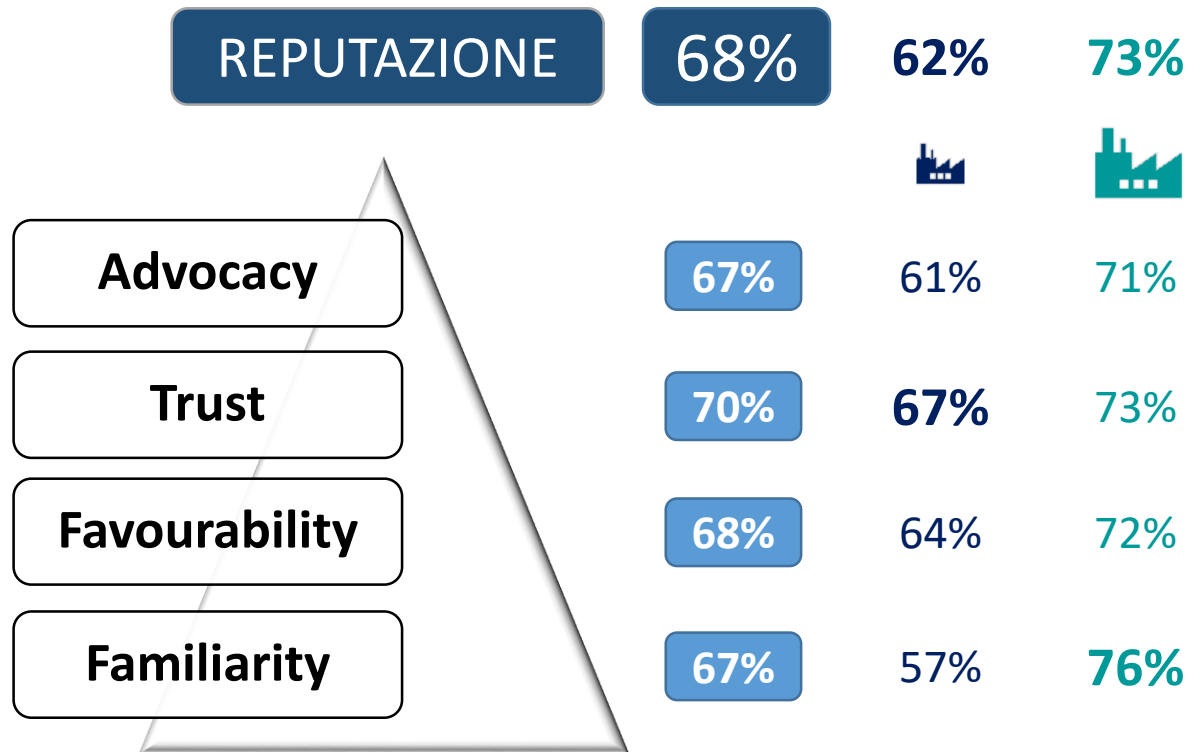 REPUTAZIONE 68% 62% 73%
Advocacy 67% 61% 71%
Trust 70% 67% 73%
Favourability 68% 64% 72%
Familiarity 67% 57% 76%